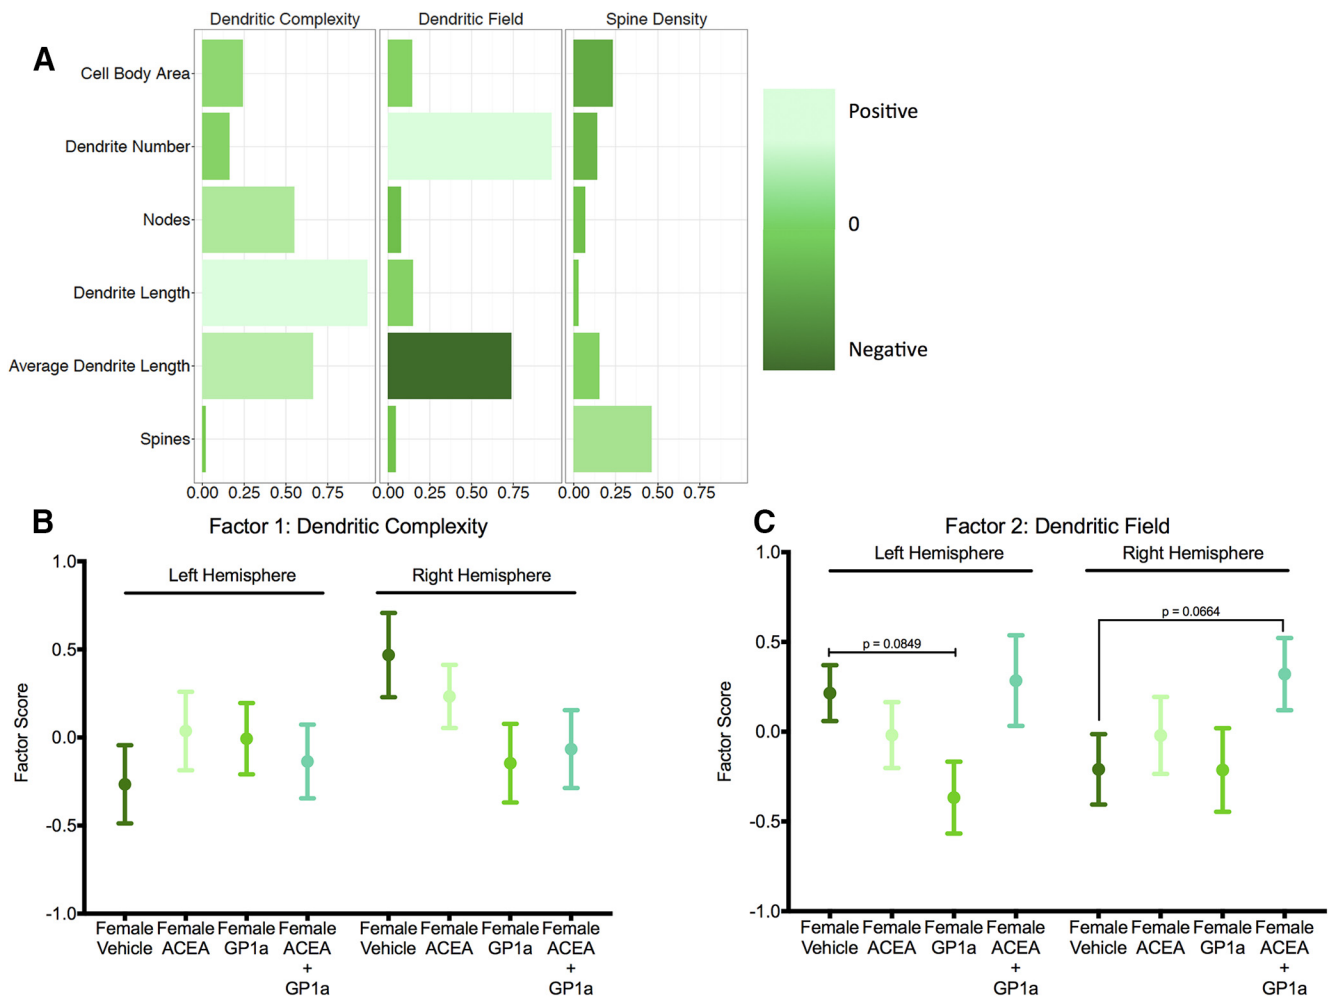 A
Dendritic Complexity
Dendritic Field
Spine Density
Cell Body Area
Dendrite Number
Nodes
Dendrite Length
Average Dendrite Length
Spines
0.00 0.25 0.50 0.75
0.00 0.25 0.50 0.75
0.00 0.25 0.50 0.75
Positive
0
Negative
B
Factor 1: Dendritic Complexity
Left Hemisphere
Right Hemisphere
Factor Score
1.0
0.5
0.0
-0.5
-1.0
Female
Vehicle
Female
ACEA
Female
GP1a
Female
ACEA
+
GP1a
Female
Vehicle
Female
ACEA
Female
GP1a
Female
ACEA
+
GP1a
C
Factor 2: Dendritic Field
Left Hemisphere
Right Hemisphere
p = 0.0849
p = 0.0664
Factor Score
1.0
0.5
0.0
-0.5
-1.0
Female
Vehicle
Female
ACEA
Female
GP1a
Female
ACEA
+
GP1a
Female
Vehicle
Female
ACEA
Female
GP1a
Female
ACEA
+
GP1a